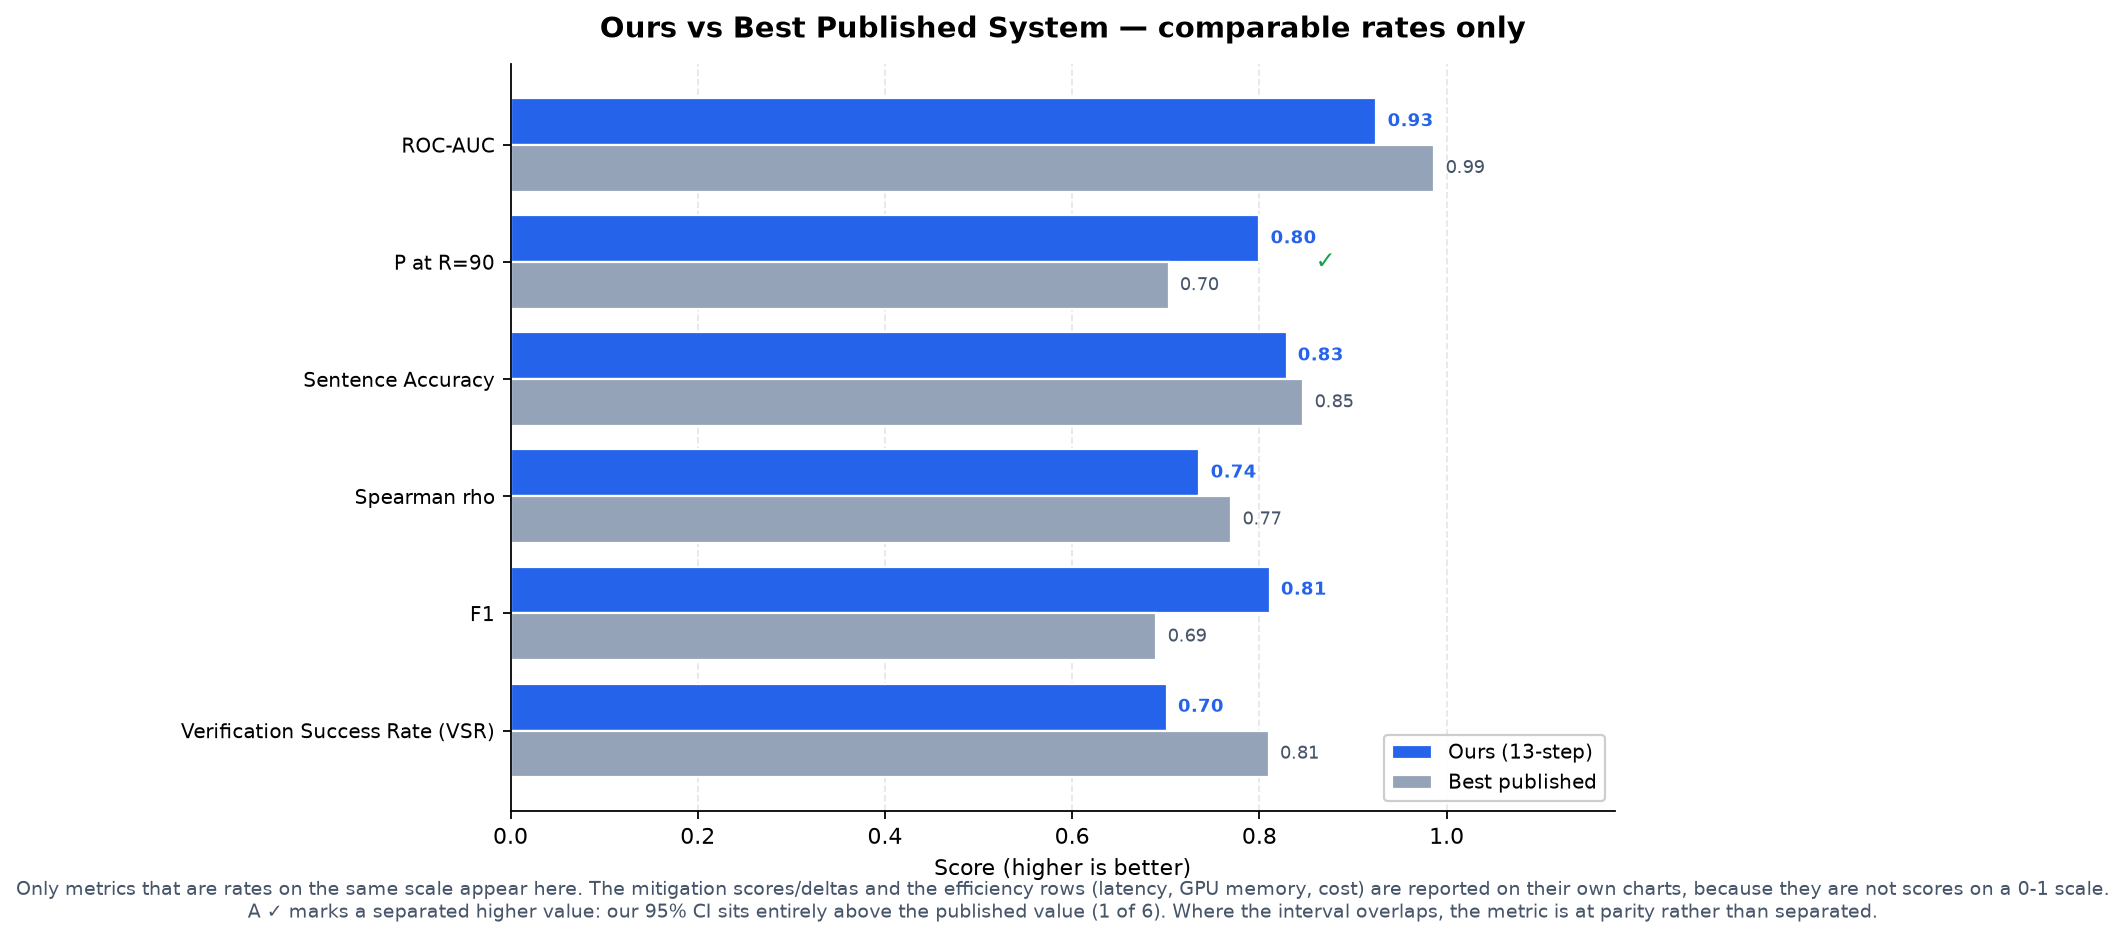 Ours vs Best Published System — comparable rates only
ROC-AUC
0.93
0.99
P at R=90
0.80
✓
0.70
Sentence Accuracy
0.83
0.85
Spearman rho
0.74
0.77
F1
0.81
0.69
Verification Success Rate (VSR)
0.70
0.81
Ours (13-step)
Best published
0.0 0.2 0.4 0.6 0.8 1.0
Score (higher is better)
Only metrics that are rates on the same scale appear here. The mitigation scores/deltas and the efficiency rows (latency, GPU memory, cost) are reported on their own charts, because they are not scores on a 0-1 scale.
A ✓ marks a separated higher value: our 95% CI sits entirely above the published value (1 of 6). Where the interval overlaps, the metric is at parity rather than separated.